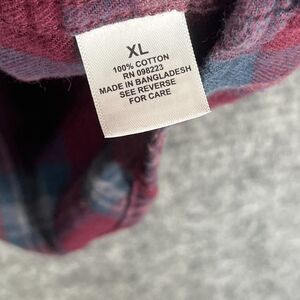 XL
100% COTTON
RN 098223
MADE IN BANGLADESH
SEE REVERSE
FOR CARE